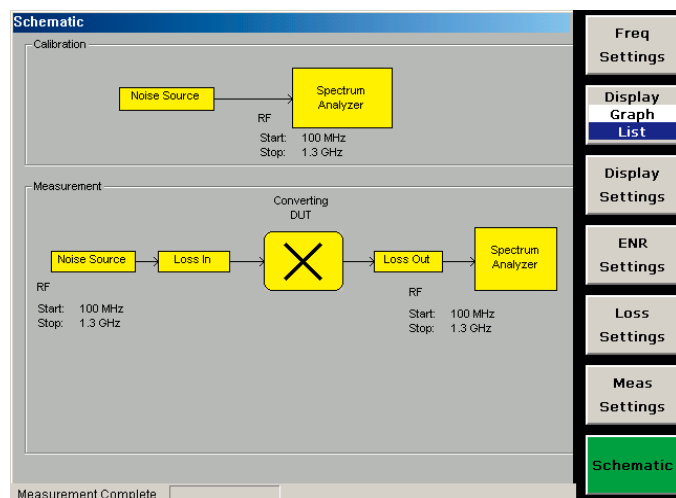 Schematic
Calibration
Noise Source
Spectrum
Analyzer
RF
Start: 100 MHz
Stop: 1.3 GHz
Measurement
Converting
DUT
Noise Source
Loss In
Loss Out
Spectrum
Analyzer
RF
Start: 100 MHz
Stop: 1.3 GHz
RF
Start: 100 MHz
Stop: 1.3 GHz
Measurement Complete
Freq
Settings
Display
Graph
List
Display
Settings
ENR
Settings
Loss
Settings
Meas
Settings
Schematic